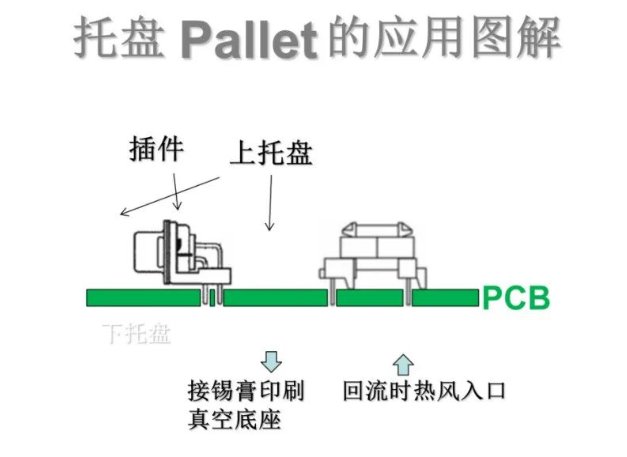 托盘 Pallet 的应用图解
插件
上托盘
PCB
下托盘
接锡膏印刷
真空底座
回流时热风入口